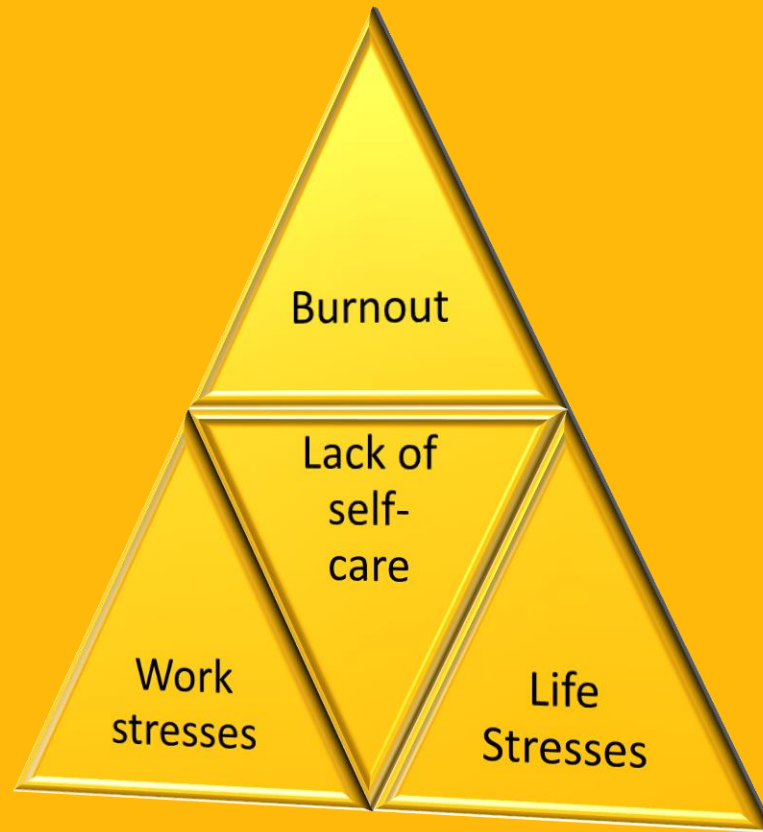 Burnout
Lack of
self-
care
Work
stresses
Life
Stresses